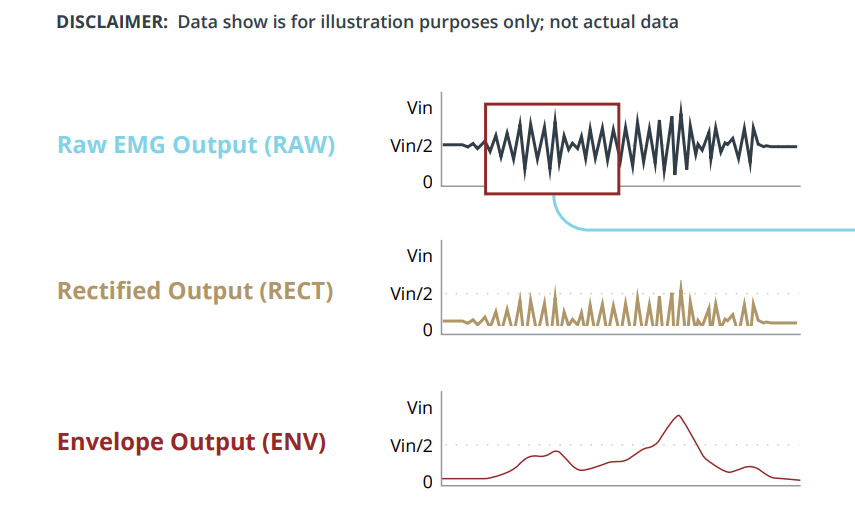 DISCLAIMER: Data show is for illustration purposes only; not actual data
Raw EMG Output (RAW)
Vin
Vin/2
0
Rectified Output (RECT)
Vin
Vin/2
0
Envelope Output (ENV)
Vin
Vin/2
0